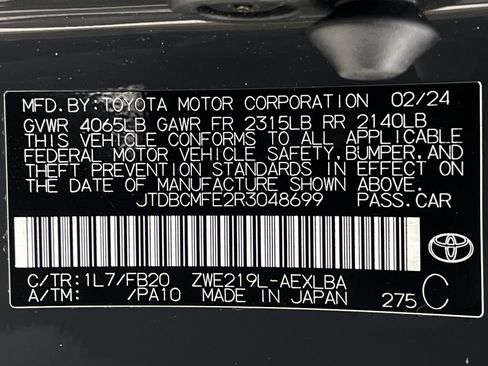 MFD.BY:TOYOTA MOTOR CORPORATION 02/24
GVWR 4065LB GAWR FR 2315LB RR 2140LB
THIS VEHICLE CONFORMS TO ALL APPLICABLE
FEDERAL MOTOR VEHICLE SAFETY,BUMPER,AND
THEFT PREVENTION STANDARDS IN EFFECT
ON THE DATE OF MANUFACTURE SHOWN ABOVE.
JTDBCMFE2R3048699 PASS.CAR
C/TR:1L7/FB20 ZWE219L-AEXLBA
A/TM: /PA10 MADE IN JAPAN 275 C